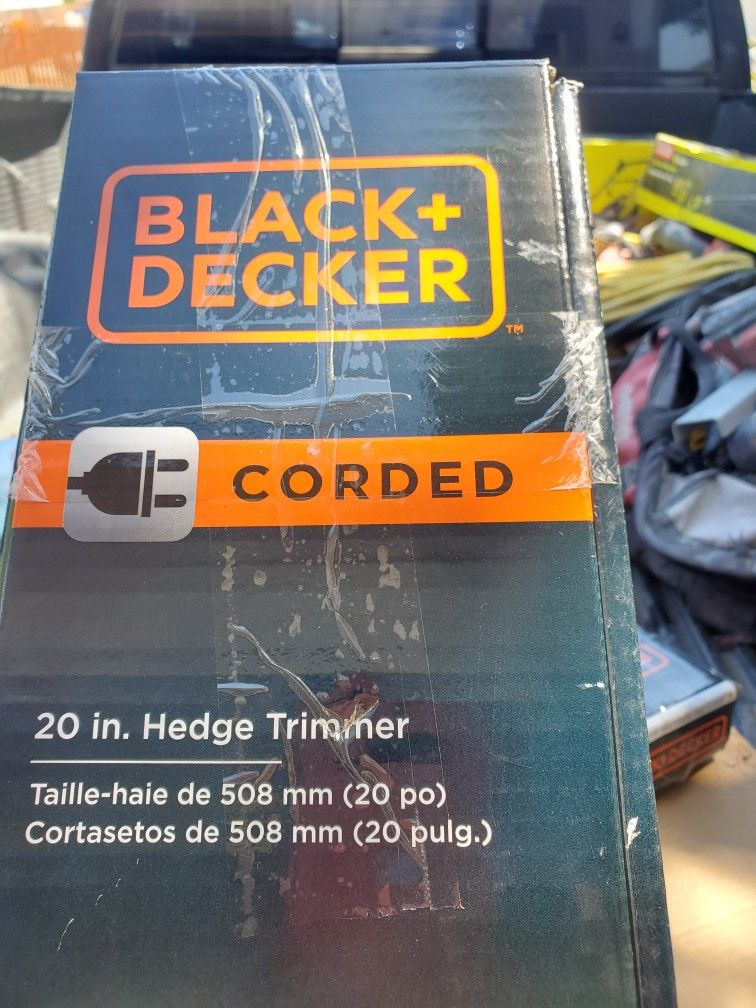 BLACK+
DECKER
TM
CORDED
20 in. Hedge Trimmer
Taille-haie de 508 mm (20 po)
Cortasetos de 508 mm (20 pulg.)